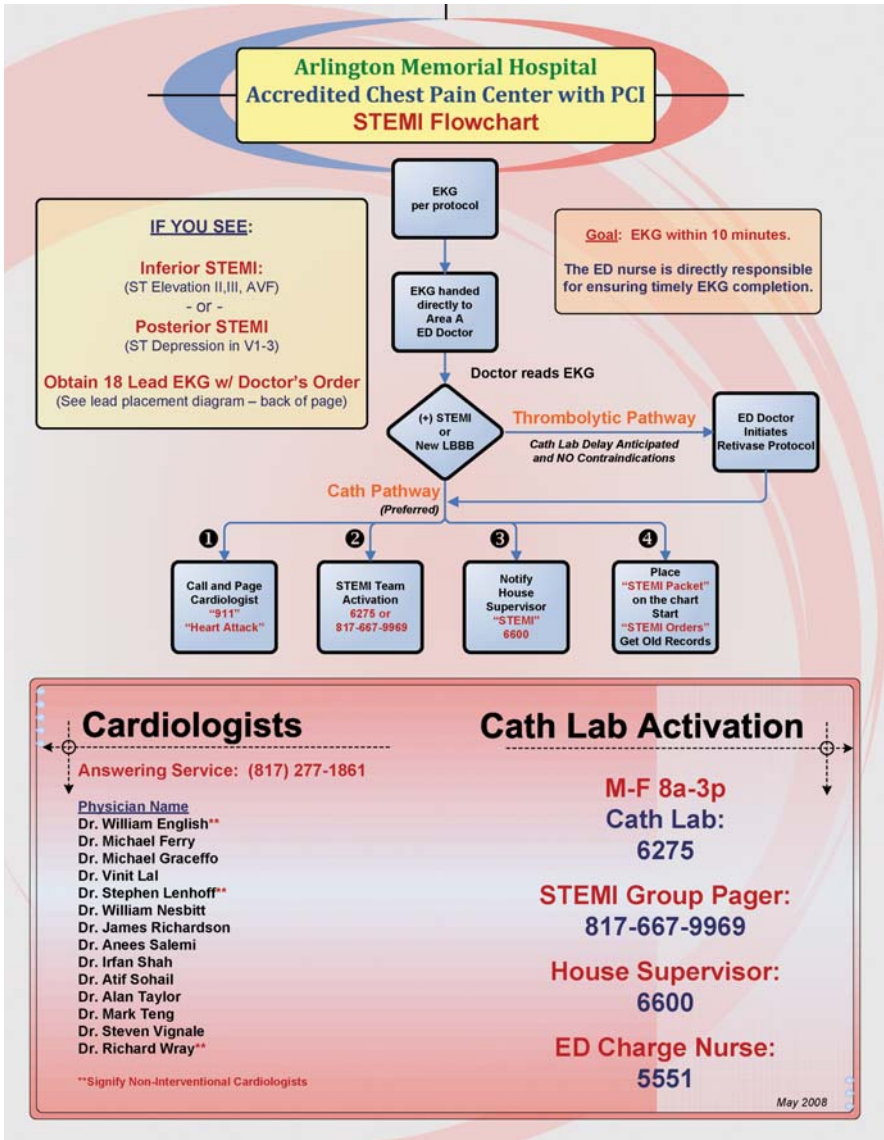 Arlington Memorial Hospital
Accredited Chest Pain Center with PCI
STEMI Flowchart
EKG
per protocol
IF YOU SEE:
Inferior STEMI:
(ST Elevation II,III, AVF)
- or -
Posterior STEMI
(ST Depression in V1-3)
Obtain 18 Lead EKG w/ Doctor's Order
(See lead placement diagram – back of page)
Goal: EKG within 10 minutes.
The ED nurse is directly responsible
for ensuring timely EKG completion.
EKG handed
directly to
Area A
ED Doctor
Doctor reads EKG
(+) STEMI
or
New LBBB
Thrombolytic Pathway
Cath Lab Delay Anticipated
and NO Contraindications
ED Doctor
Initiates
Retivase Protocol
Cath Pathway
(Preferred)
❶
Call and Page
Cardiologist
"911"
"Heart Attack"
❷
STEMI Team
Activation
6275 or
817-667-9969
❸
Notify
House
Supervisor
"STEMI"
6600
❹
Place
"STEMI Packet"
on the chart
Start
"STEMI Orders"
Get Old Records
Cardiologists
Answering Service: (817) 277-1861
Physician Name
Dr. William English**
Dr. Michael Ferry
Dr. Michael Graceffo
Dr. Vinit Lal
Dr. Stephen Lenhoff**
Dr. William Nesbitt
Dr. James Richardson
Dr. Anees Salemi
Dr. Irfan Shah
Dr. Atif Sohail
Dr. Alan Taylor
Dr. Mark Teng
Dr. Steven Vignale
Dr. Richard Wray**
**Signify Non-Interventional Cardiologists
Cath Lab Activation
M-F 8a-3p
Cath Lab:
6275
STEMI Group Pager:
817-667-9969
House Supervisor:
6600
ED Charge Nurse:
5551
May 2008